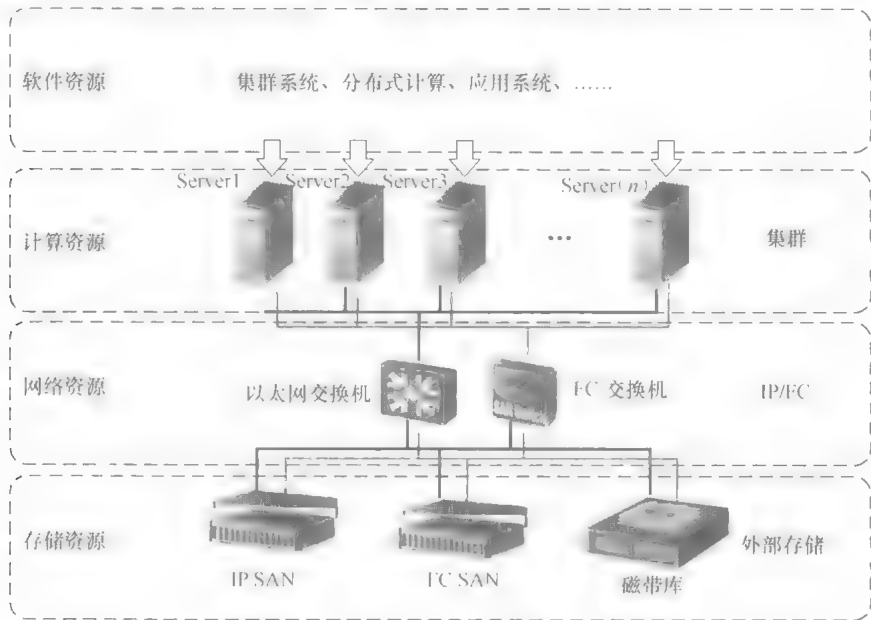 软件资源 集群系统、分布式计算、应用系统、……
Server1 Server2 Server3 Server(n)
计算资源 … 集群
网络资源 以太网交换机 FC 交换机 IP/FC
存储资源 外部存储
IP SAN FC SAN 磁带库